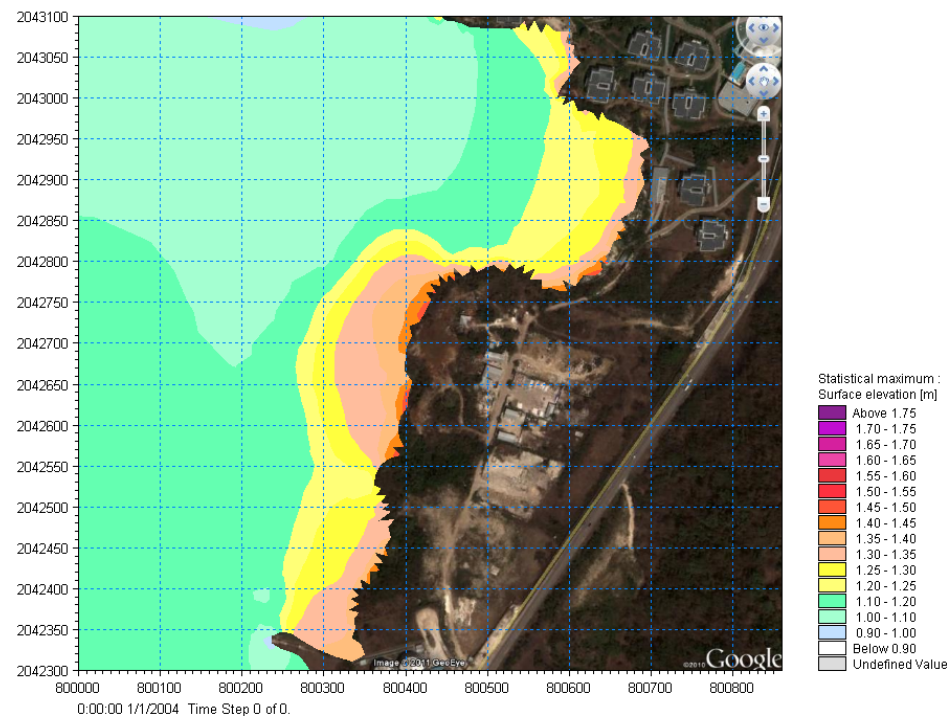 2043100
2043050
2043000
2042950
2042900
2042850
2042800
2042750
2042700
2042650
2042600
2042550
2042500
2042450
2042400
2042350
2042300
800000 800100 800200 800300 800400 800500 800600 800700 800800
0:00:00 1/1/2004 Time Step 0 of 0.
Image © 2011 GeoEye
©2010 Google
Statistical maximum :
Surface elevation [m]
Above 1.75
1.70 - 1.75
1.65 - 1.70
1.60 - 1.65
1.55 - 1.60
1.50 - 1.55
1.45 - 1.50
1.40 - 1.45
1.35 - 1.40
1.30 - 1.35
1.25 - 1.30
1.20 - 1.25
1.10 - 1.20
1.00 - 1.10
0.90 - 1.00
Below 0.90
Undefined Value